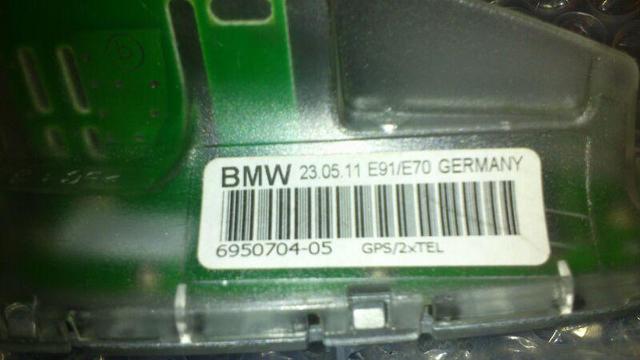 BMW 23.05.11 E91/E70 GERMANY
6950704-05 GPS/2xTEL